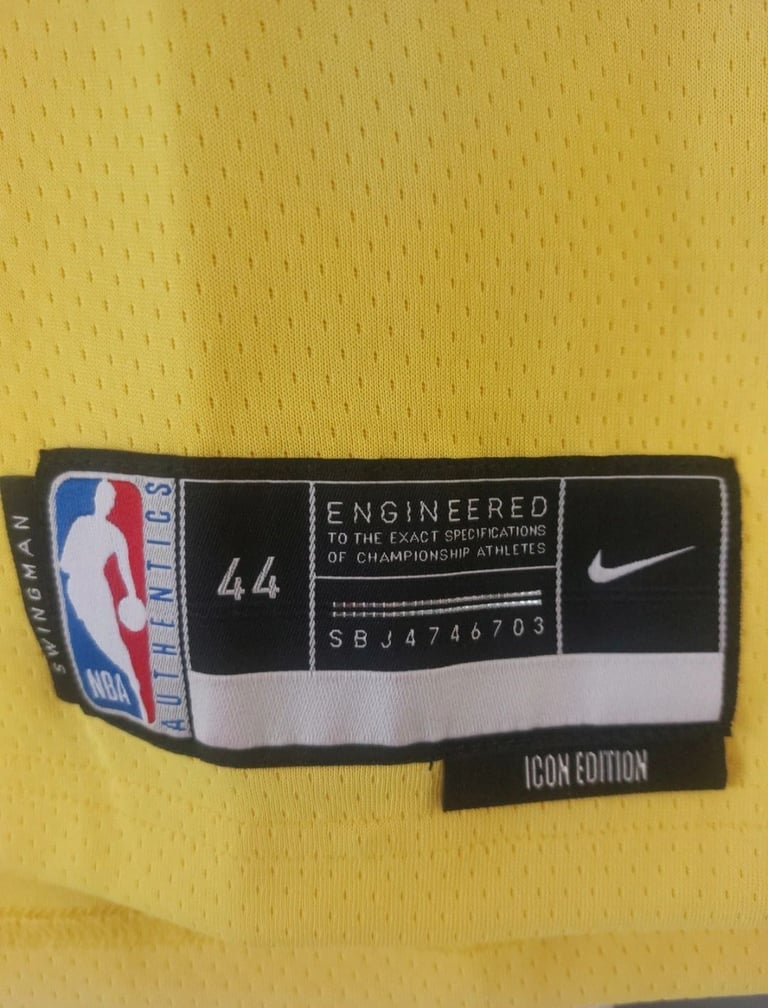 SWINGMAN
NBA
AUTHENTICS
44
ENGINEERED
TO THE EXACT SPECIFICATIONS
OF CHAMPIONSHIP ATHLETES
SBJ4746703
ICON EDITION